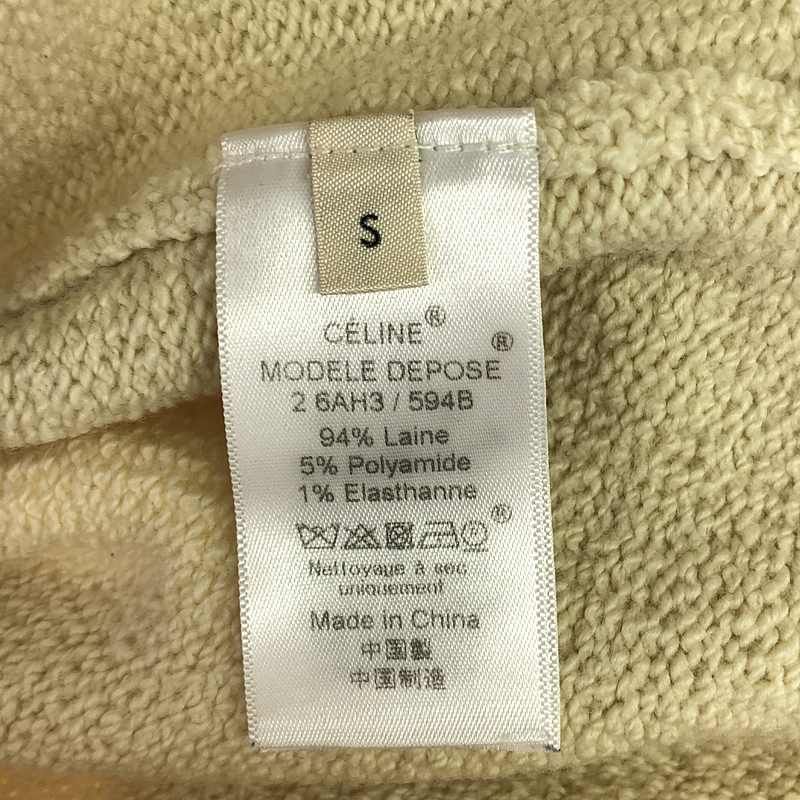 S
CÉLINE®
MODELE DEPOSE®
2 6AH3 / 594B
94% Laine
5% Polyamide
1% Elasthanne
®
Nettoyage à sec
uniquement
Made in China
中国製
中国制造